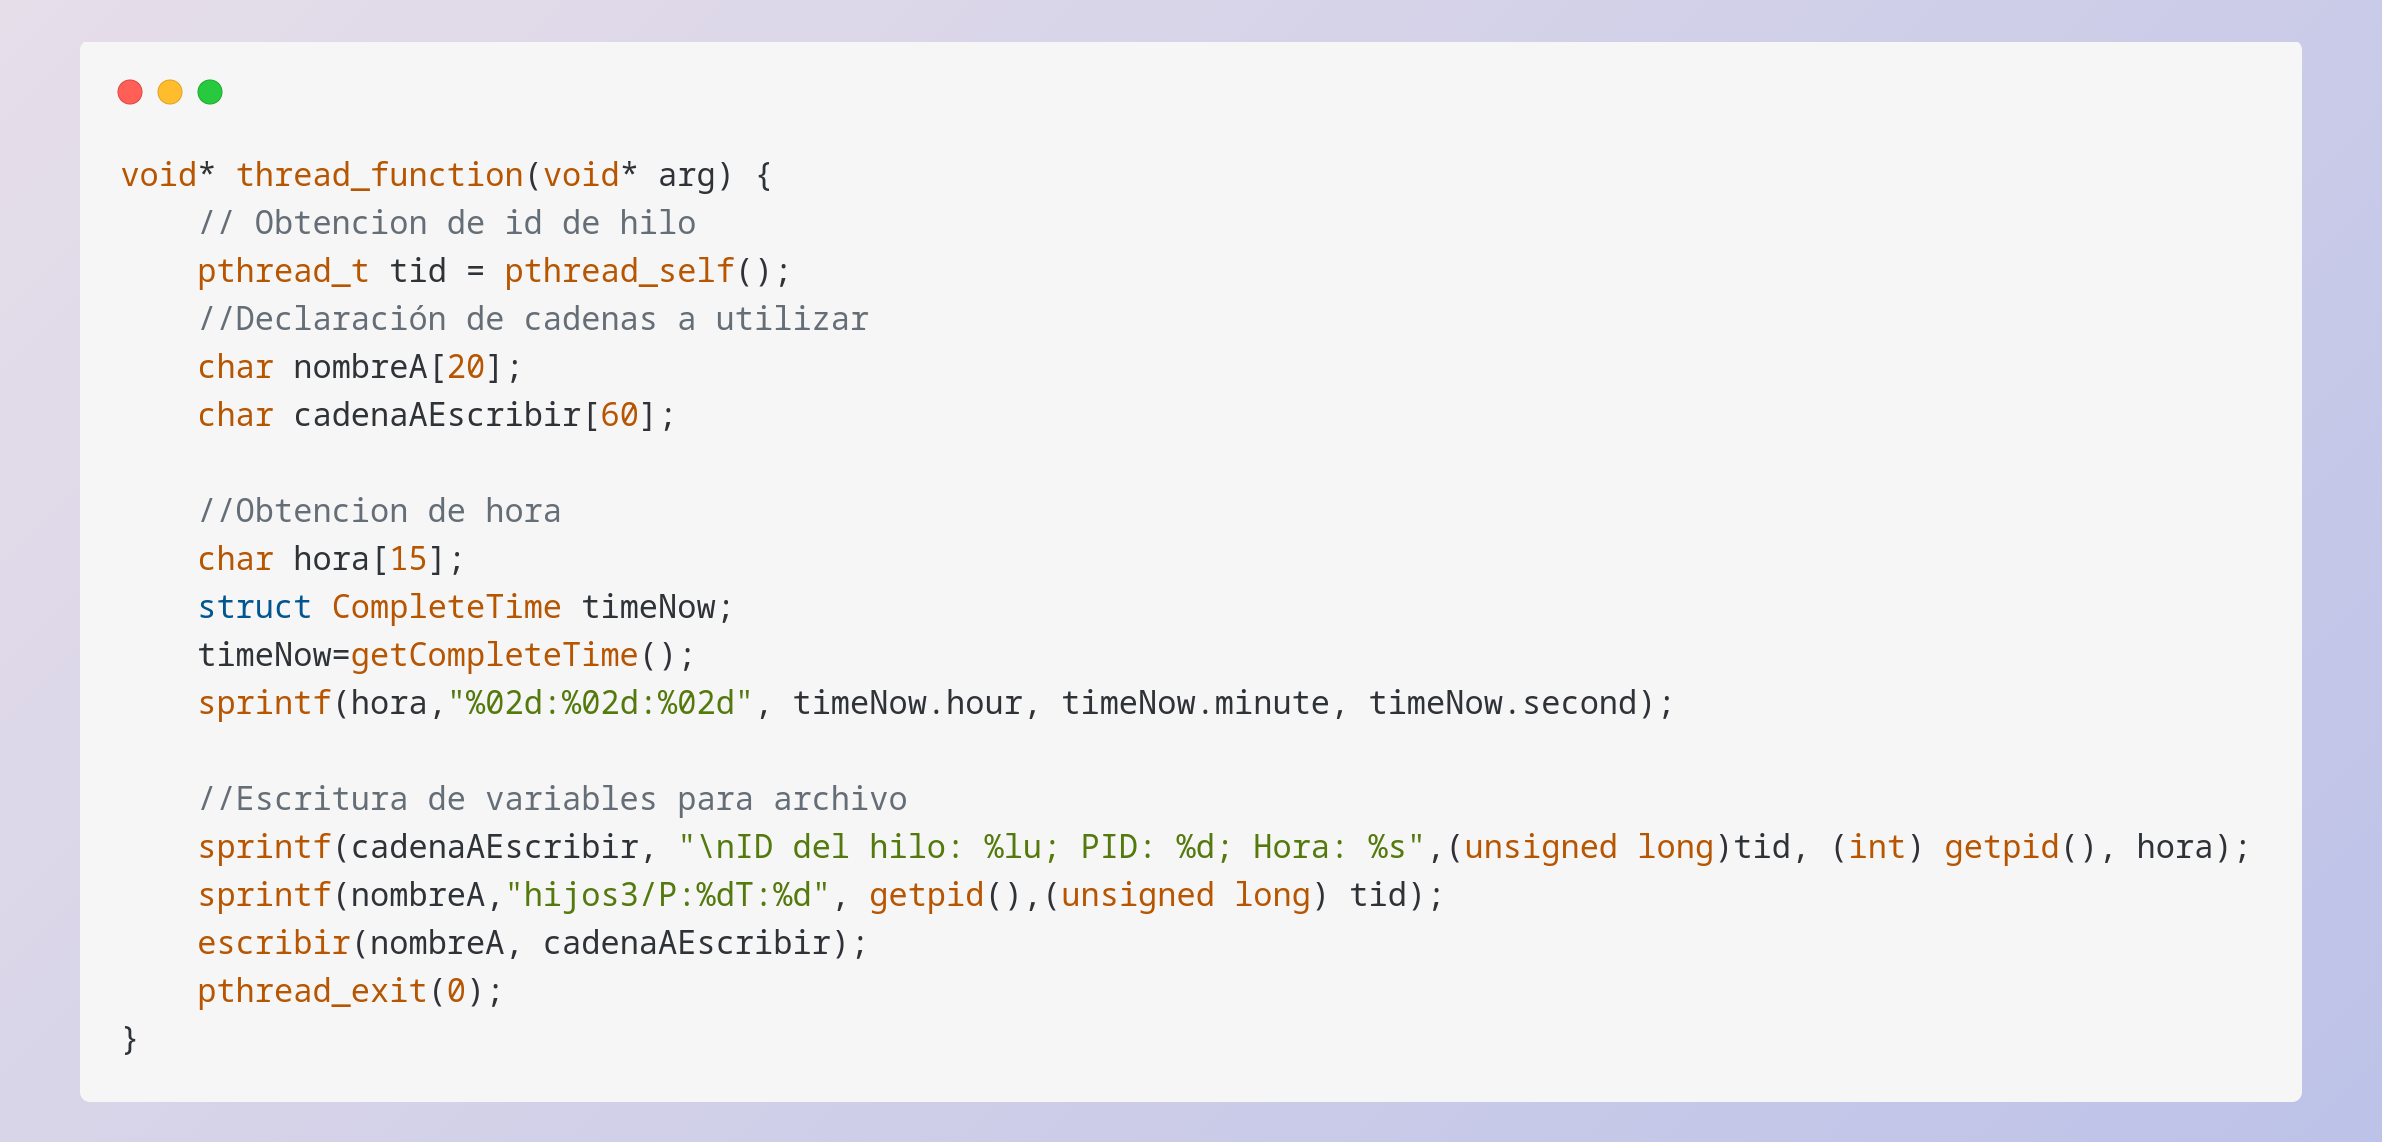 void* thread_function(void* arg) {
    // Obtencion de id de hilo
    pthread_t tid = pthread_self();
    //Declaración de cadenas a utilizar
    char nombreA[20];
    char cadenaAEscribir[60];

    //Obtencion de hora
    char hora[15];
    struct CompleteTime timeNow;
    timeNow=getCompleteTime();
    sprintf(hora,"%02d:%02d:%02d", timeNow.hour, timeNow.minute, timeNow.second);

    //Escritura de variables para archivo
    sprintf(cadenaAEscribir, "\nID del hilo: %lu; PID: %d; Hora: %s",(unsigned long)tid, (int) getpid(), hora);
    sprintf(nombreA,"hijos3/P:%dT:%d", getpid(),(unsigned long) tid);
    escribir(nombreA, cadenaAEscribir);
    pthread_exit(0);
}